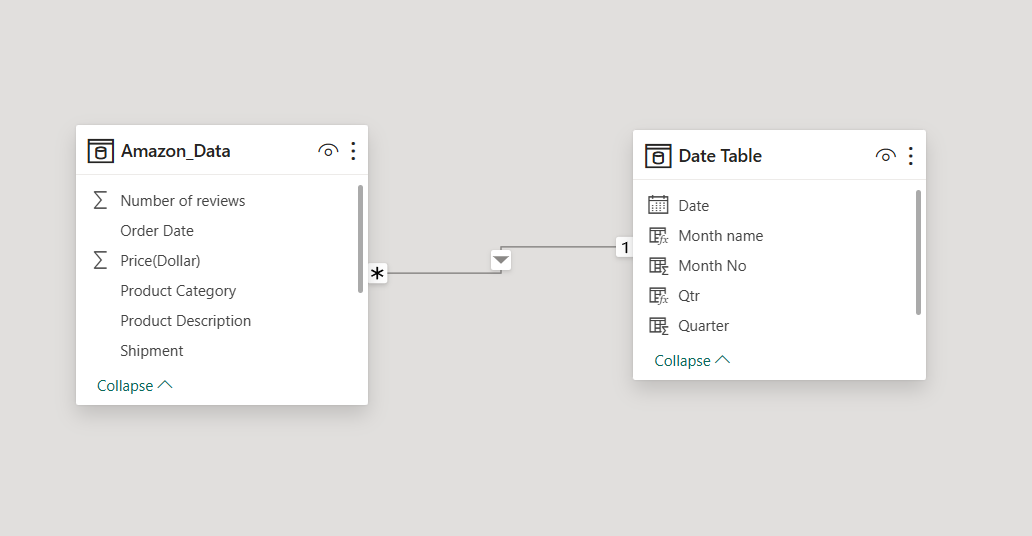 Amazon_Data
Number of reviews
Order Date
Price(Dollar)
Product Category
Product Description
Shipment
Collapse
*
1
Date Table
Date
Month name
Month No
Qtr
Quarter
Collapse